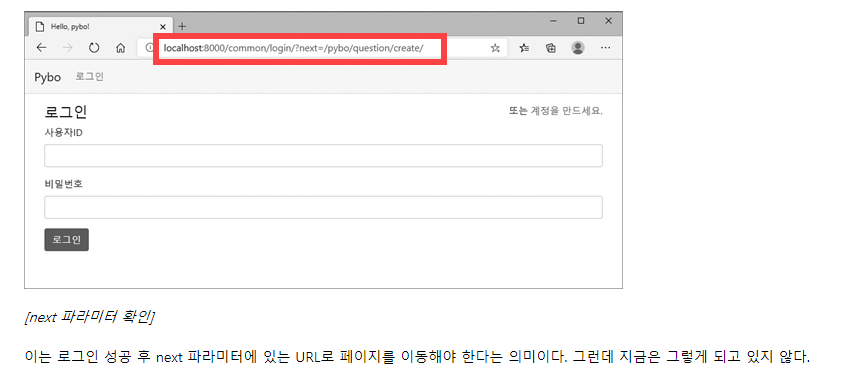 Hello, pybo!
localhost:8000/common/login/?next=/pybo/question/create/
Pybo 로그인
로그인 또는 계정을 만드세요.
사용자ID
비밀번호
로그인
[next 파라미터 확인]
이는 로그인 성공 후 next 파라미터에 있는 URL로 페이지를 이동해야 한다는 의미이다. 그런데 지금은 그렇게 되고 있지 않다.